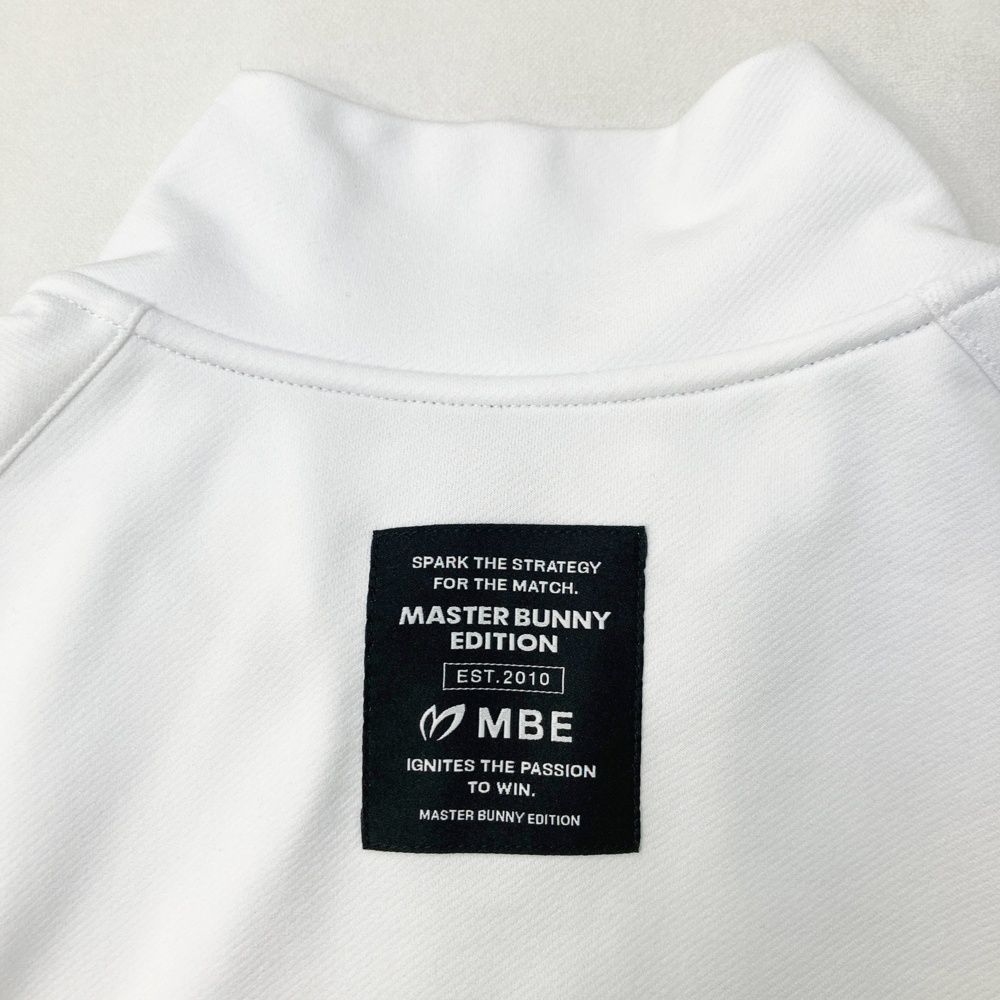 SPARK THE STRATEGY
FOR THE MATCH.
MASTER BUNNY
EDITION
EST.2010
MBE
IGNITES THE PASSION
TO WIN.
MASTER BUNNY EDITION